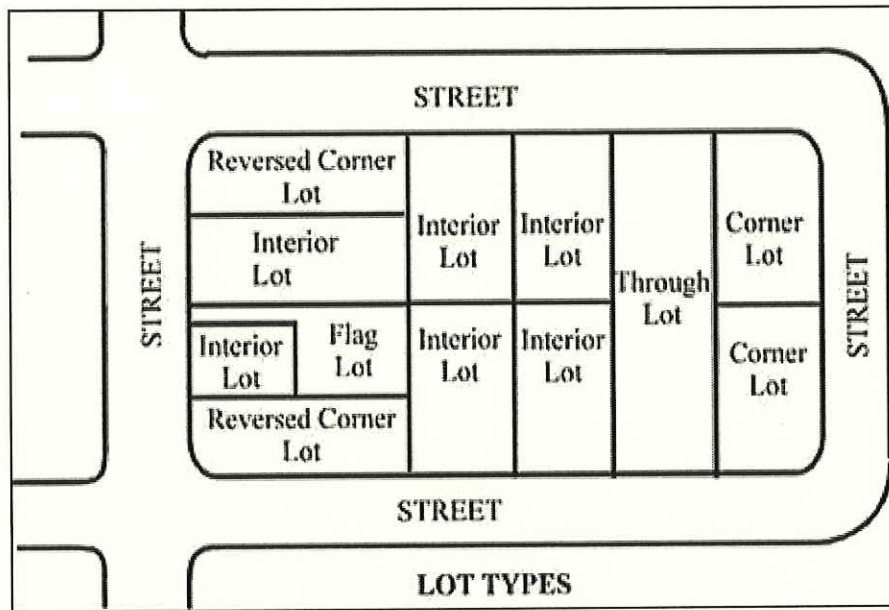 STREET
Reversed Corner
Lot
Interior
Lot
Interior
Lot
Interior
Lot
Corner
Lot
STREET
Through
Lot
STREET
Interior
Lot
Flag
Lot
Interior
Lot
Interior
Lot
Corner
Lot
Reversed Corner
Lot
STREET
LOT TYPES